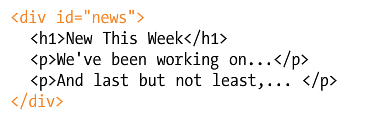 <div id="news">
<h1>New This Week</h1>
<p>We've been working on...</p>
<p>And last but not least,... </p>
</div>